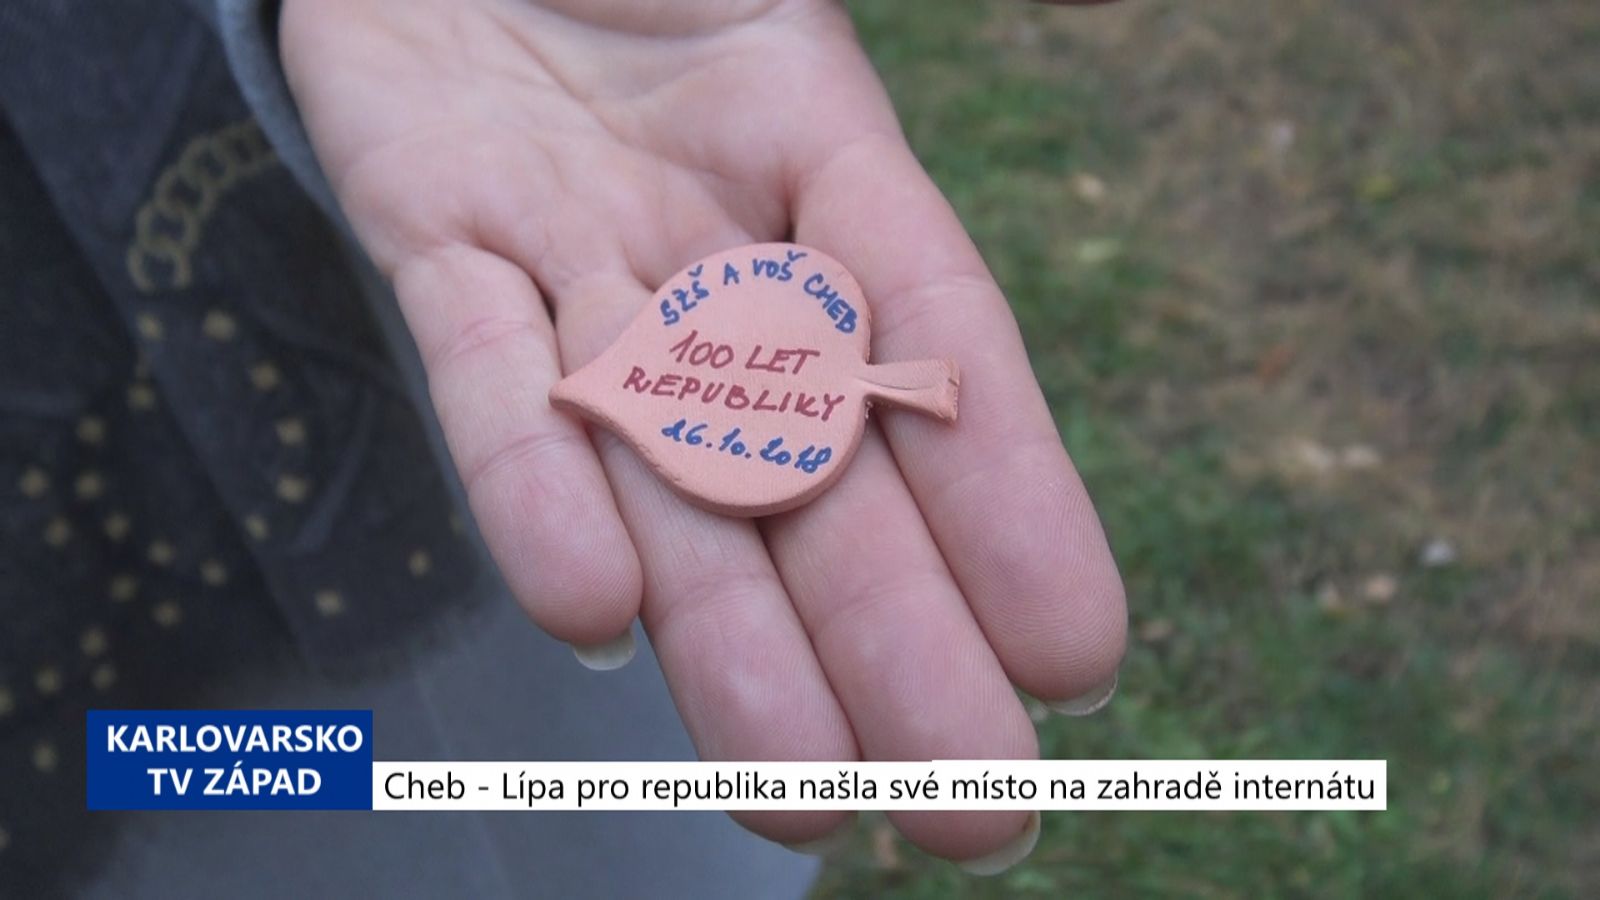 SZŠ A VOŠ CHEB
100 LET
REPUBLIKY
26.10.2018
KARLOVARSKO
TV ZÁPAD
Cheb - Lípa pro republika našla své místo na zahradě internátu